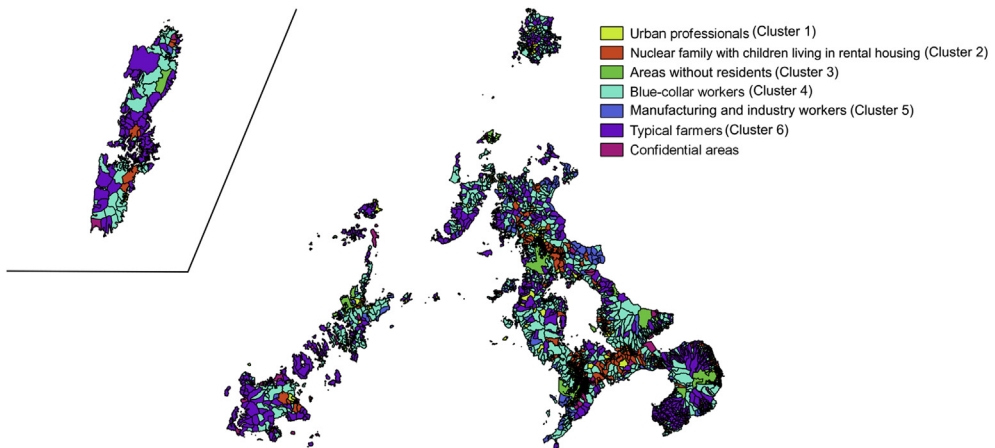 Urban professionals (Cluster 1)
Nuclear family with children living in rental housing (Cluster 2)
Areas without residents (Cluster 3)
Blue-collar workers (Cluster 4)
Manufacturing and industry workers (Cluster 5)
Typical farmers (Cluster 6)
Confidential areas